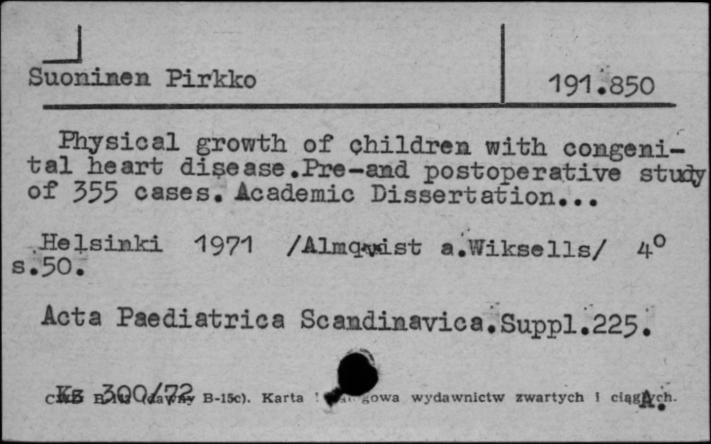 Suoninen Pirkko 191.850
Physical growth of children with congeni-
tal heart disease.Pre-and postoperative study
of 355 cases. Academic Dissertation...
Helsinki 1971 /Almqvist a.Wiksells/ 4°
s.50.
Acta Paediatrica Scandinavica.Suppl.225.
Kz 300/72 A.
(dawny B-15c). Karta wydawnictw zwartych i ciągłych.